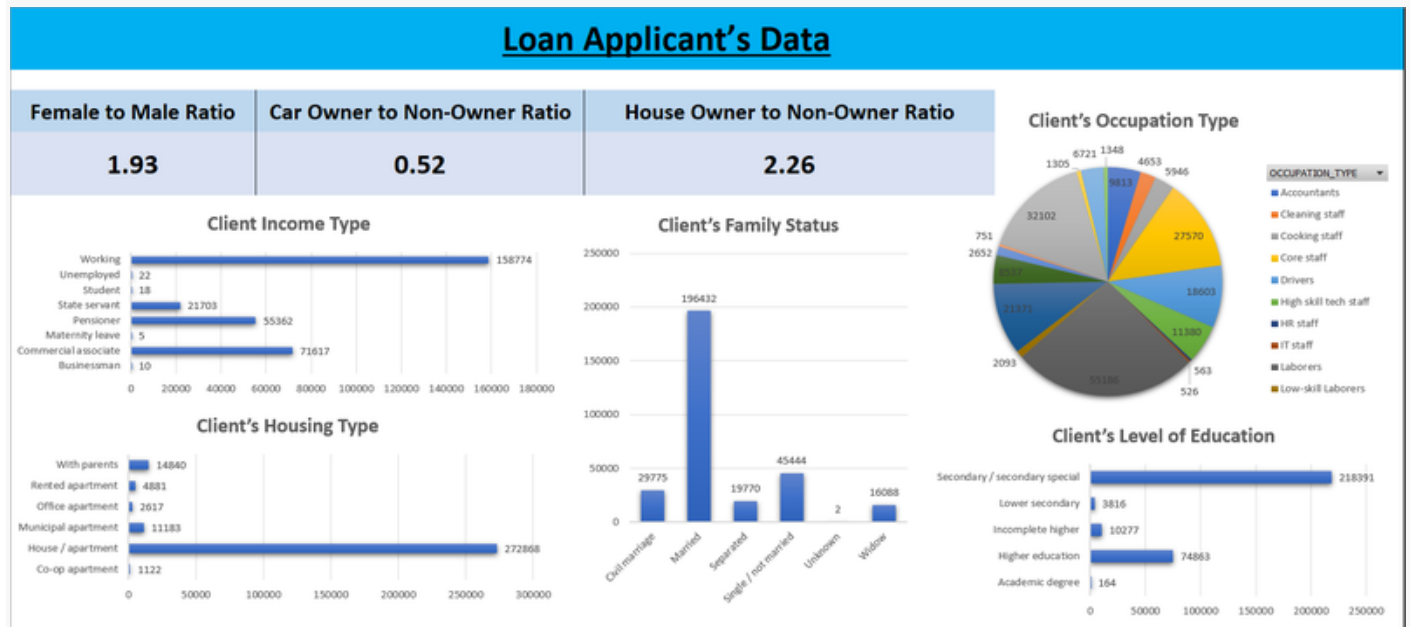 Loan Applicant's Data
Female to Male Ratio
Car Owner to Non-Owner Ratio
House Owner to Non-Owner Ratio
1.93
0.52
2.26
Client Income Type
Working 158774
Unemployed 22
Student 18
State servant 21703
Pensioner 55362
Maternity leave 5
Commercial associate 71617
Businessman 10
0 20000 40000 60000 80000 100000 120000 140000 160000 180000
Client's Housing Type
With parents 14840
Rented apartment 4881
Office apartment 2617
Municipal apartment 11183
House / apartment 272868
Co-op apartment 1122
0 50000 100000 150000 200000 250000 300000
Client's Family Status
250000
200000
150000
100000
50000
0
29775
196432
19770
45444
2
16088
Civil marriage
Married
Separated
Single / not married
Unknown
Widow
Client's Occupation Type
1348
9813
4653
5946
27570
18603
11380
563
526
55186
2093
21371
2652
751
32102
1305
6721
OCCUPATION_TYPE
Accountants
Cleaning staff
Cooking staff
Core staff
Drivers
High skill tech staff
HR staff
IT staff
Laborers
Low-skill Laborers
Client's Level of Education
Secondary / secondary special 218391
Lower secondary 3816
Incomplete higher 10277
Higher education 74863
Academic degree 164
0 50000 100000 150000 200000 250000